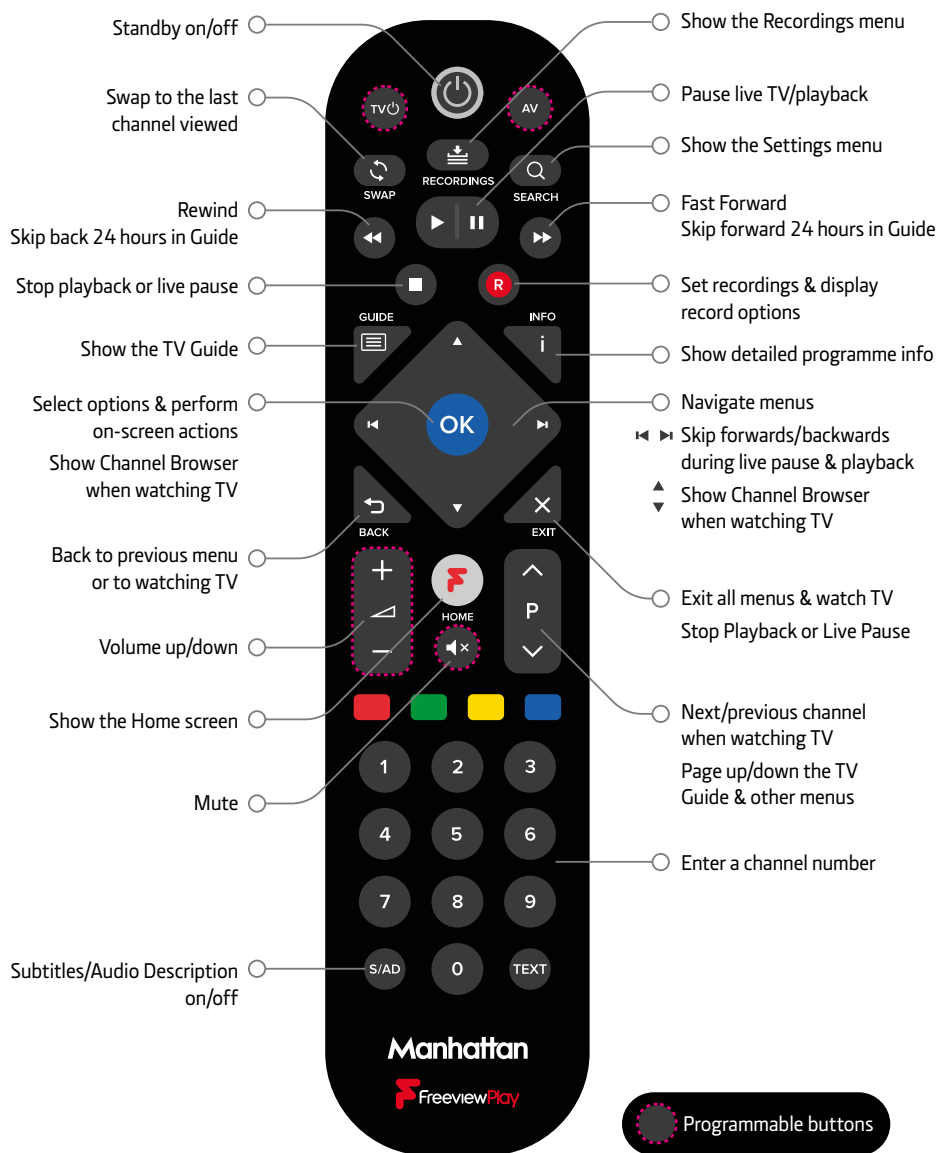 Standby on/off
Swap to the last
channel viewed
Rewind
Skip back 24 hours in Guide
Stop playback or live pause
Show the TV Guide
Select options & perform
on-screen actions
Show Channel Browser
when watching TV
Back to previous menu
or to watching TV
Volume up/down
Show the Home screen
Mute
Subtitles/Audio Description
on/off
TV
AV
SWAP
RECORDINGS
SEARCH
R
GUIDE
INFO
i
OK
BACK
EXIT
HOME
P
1 2 3
4 5 6
7 8 9
S/AD 0 TEXT
Manhattan
FreeviewPlay
Show the Recordings menu
Pause live TV/playback
Show the Settings menu
Fast Forward
Skip forward 24 hours in Guide
Set recordings & display
record options
Show detailed programme info
Navigate menus
Skip forwards/backwards
during live pause & playback
Show Channel Browser
when watching TV
Exit all menus & watch TV
Stop Playback or Live Pause
Next/previous channel
when watching TV
Page up/down the TV
Guide & other menus
Enter a channel number
Programmable buttons